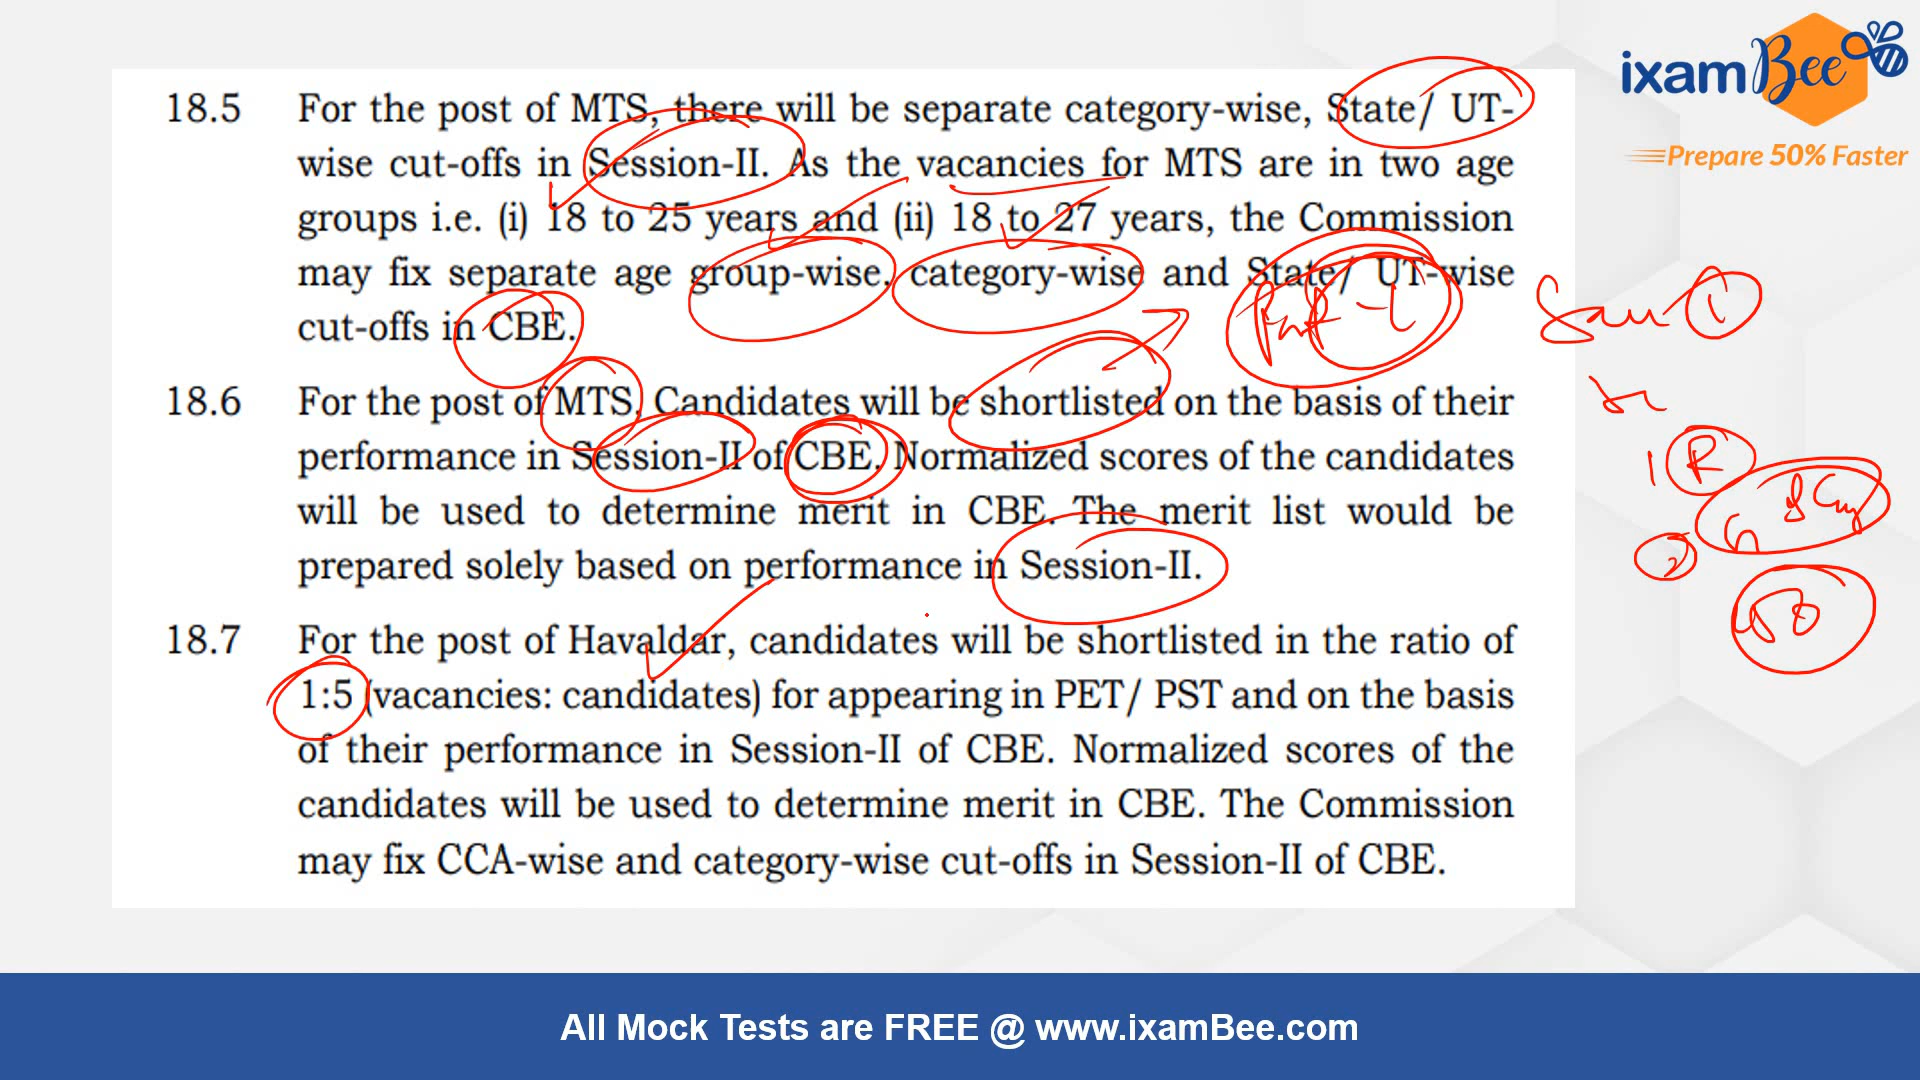 ixamBee
Prepare 50% Faster
18.5 For the post of MTS, there will be separate category-wise, State/ UT-
wise cut-offs in Session-II. As the vacancies for MTS are in two age
groups i.e. (i) 18 to 25 years and (ii) 18 to 27 years, the Commission
may fix separate age group-wise, category-wise and State/ UT-wise
cut-offs in CBE.
18.6 For the post of MTS, Candidates will be shortlisted on the basis of their
performance in Session-II of CBE. Normalized scores of the candidates
will be used to determine merit in CBE. The merit list would be
prepared solely based on performance in Session-II.
18.7 For the post of Havaldar, candidates will be shortlisted in the ratio of
1:5 (vacancies: candidates) for appearing in PET/ PST and on the basis
of their performance in Session-II of CBE. Normalized scores of the
candidates will be used to determine merit in CBE. The Commission
may fix CCA-wise and category-wise cut-offs in Session-II of CBE.
All Mock Tests are FREE @ www.ixamBee.com